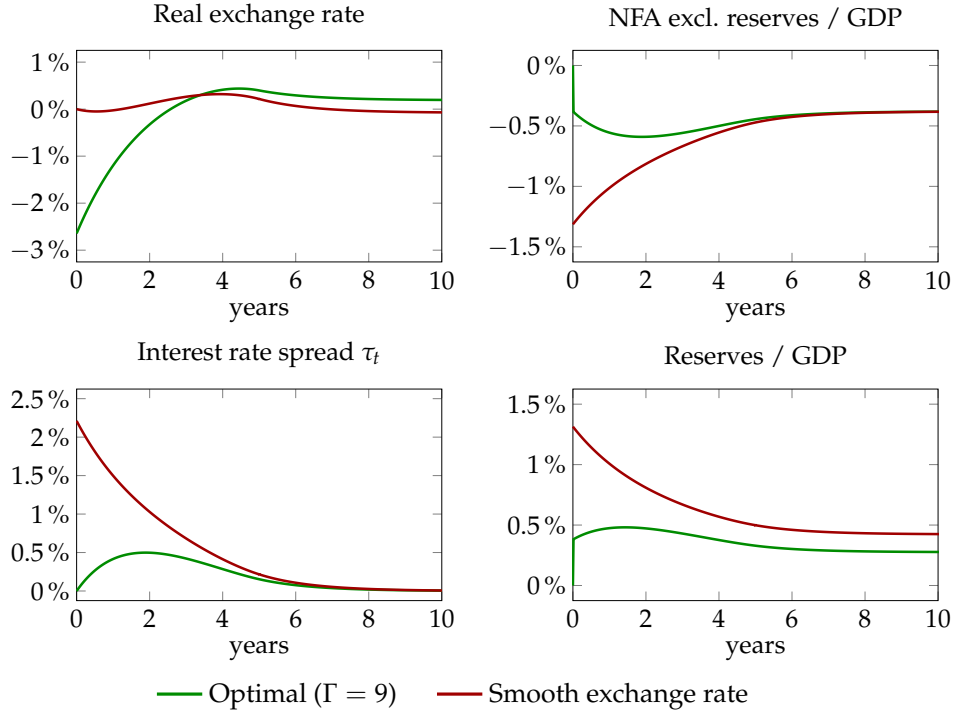 Real exchange rate
1 %
0 %
−1 %
−2 %
−3 %
0 2 4 6 8 10
years
NFA excl. reserves / GDP
0 %
−0.5 %
−1 %
−1.5 %
0 2 4 6 8 10
years
Interest rate spread τt
2.5 %
2 %
1.5 %
1 %
0.5 %
0 %
0 2 4 6 8 10
years
Reserves / GDP
1.5 %
1 %
0.5 %
0 %
0 2 4 6 8 10
years
Optimal (Γ = 9) Smooth exchange rate